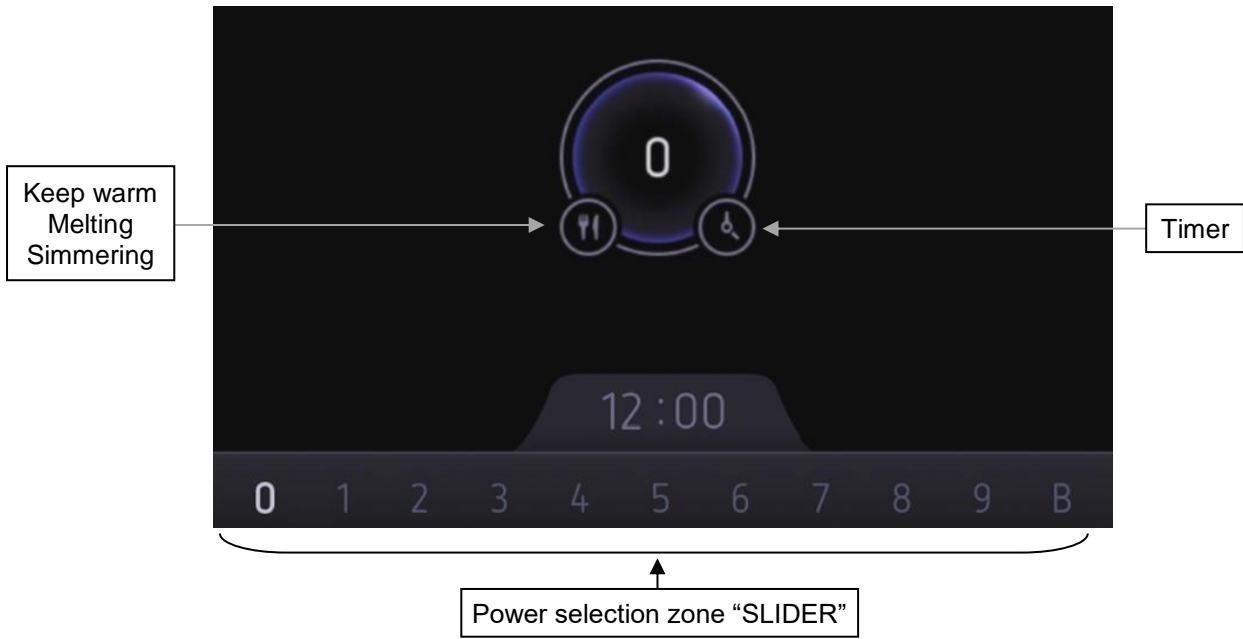 0
Keep warm
Melting
Simmering
Timer
12:00
0 1 2 3 4 5 6 7 8 9 B
Power selection zone “SLIDER”